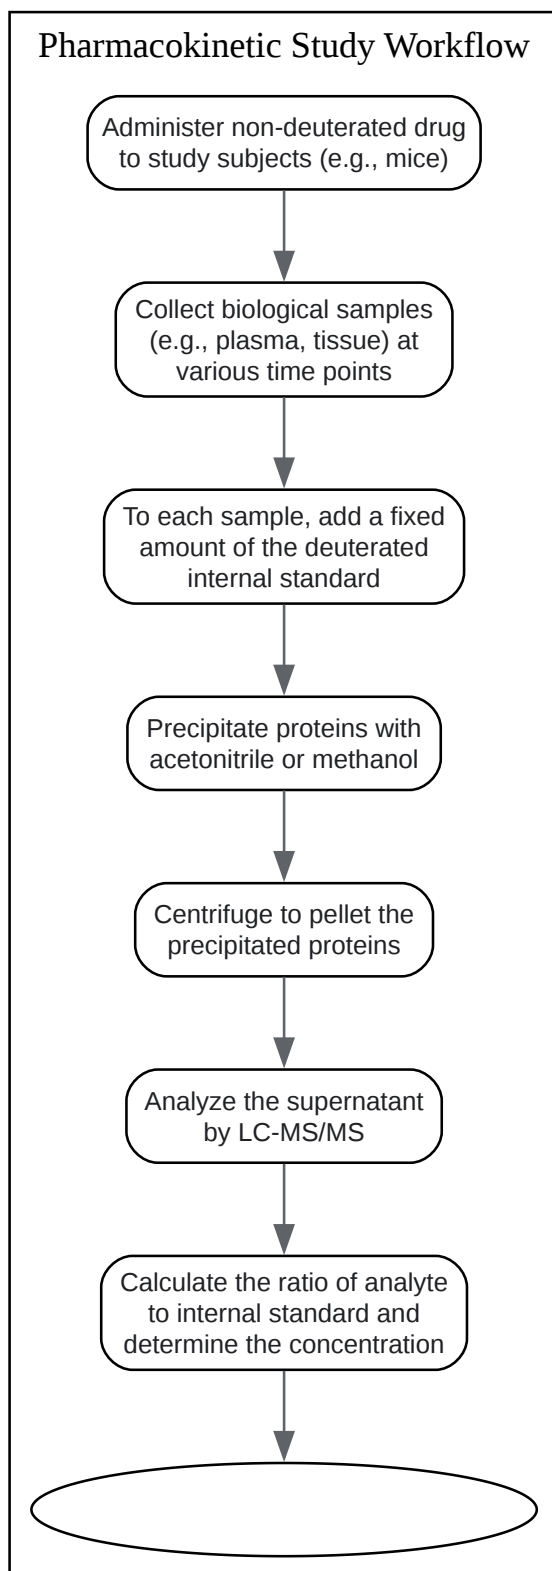 Pharmacokinetic Study Workflow
Administer non-deuterated drug
to study subjects (e.g., mice)
Collect biological samples
(e.g., plasma, tissue) at
various time points
To each sample, add a fixed
amount of the deuterated
internal standard
Precipitate proteins with
acetonitrile or methanol
Centrifuge to pellet the
precipitated proteins
Analyze the supernatant
by LC-MS/MS
Calculate the ratio of analyte
to internal standard and
determine the concentration